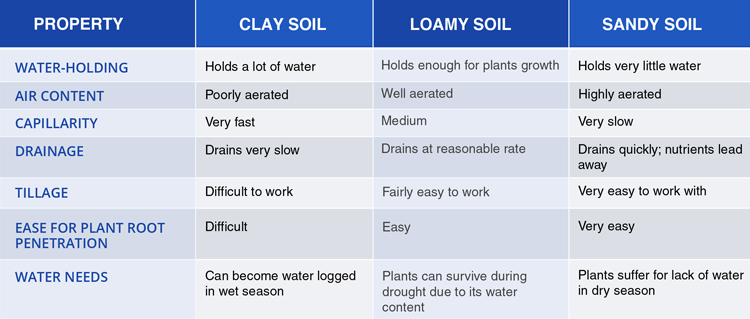 PROPERTY CLAY SOIL LOAMY SOIL SANDY SOIL
WATER-HOLDING Holds a lot of water Holds enough for plants growth Holds very little water
AIR CONTENT Poorly aerated Well aerated Highly aerated
CAPILLARITY Very fast Medium Very slow
DRAINAGE Drains very slow Drains at reasonable rate Drains quickly; nutrients lead
away
TILLAGE Difficult to work Fairly easy to work Very easy to work with
EASE FOR PLANT ROOT Difficult Easy Very easy
PENETRATION
WATER NEEDS Can become water logged Plants can survive during Plants suffer for lack of water
in wet season drought due to its water in dry season
content